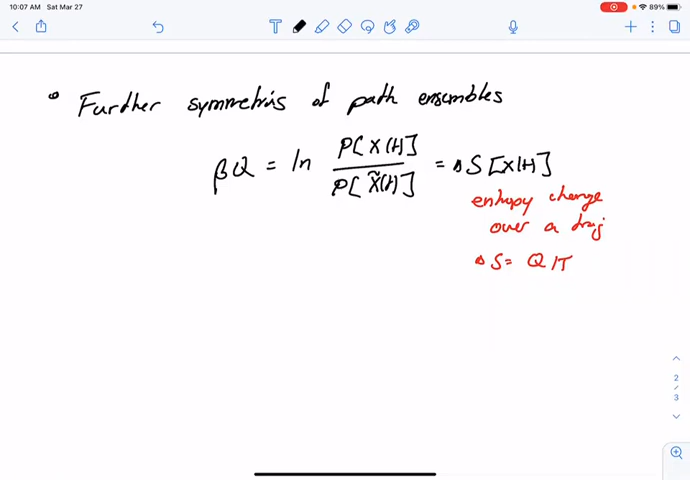 10:07 AM Sat Mar 27
89%
• Further symmetris of path ensembles
βQ = ln P[X(t)] / P[X̃(t)] = ΔS[X(t)]
entropy change
over a traj
ΔS = Q/T
2
/
3